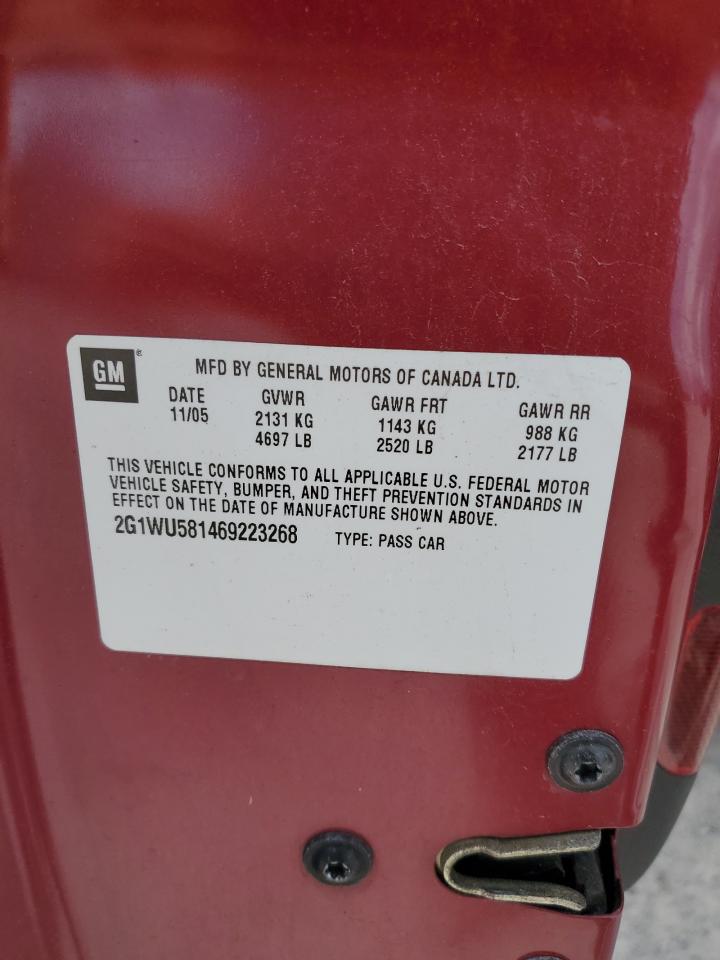 GM® MFD BY GENERAL MOTORS OF CANADA LTD.
DATE GVWR GAWR FRT GAWR RR
11/05 2131 KG 1143 KG 988 KG
4697 LB 2520 LB 2177 LB
THIS VEHICLE CONFORMS TO ALL APPLICABLE U.S. FEDERAL MOTOR
VEHICLE SAFETY, BUMPER, AND THEFT PREVENTION STANDARDS IN
EFFECT ON THE DATE OF MANUFACTURE SHOWN ABOVE.
2G1WU581469223268 TYPE: PASS CAR